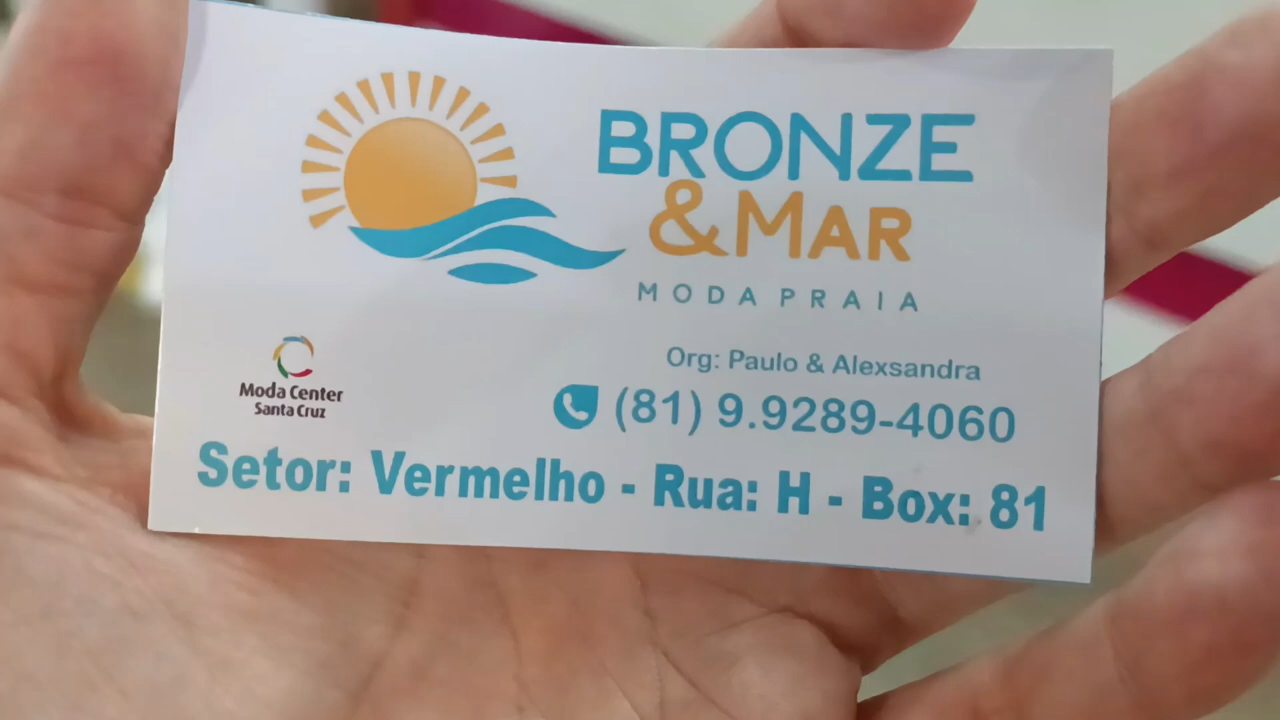 BRONZE
&MAR
MODA PRAIA
Org: Paulo & Alexsandra
(81) 9.9289-4060
Moda Center
Santa Cruz
Setor: Vermelho - Rua: H - Box: 81